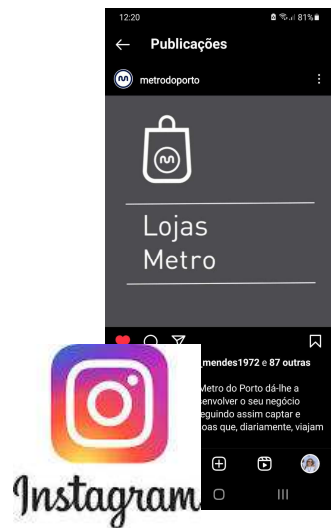 12:20 81%
Publicações
metrodoporto
Lojas
Metro
_mendes1972 e 87 outras
Metro do Porto dá-lhe a
senvolver o seu negócio
eguindo assim captar e
oas que, diariamente, viajam
Instagram